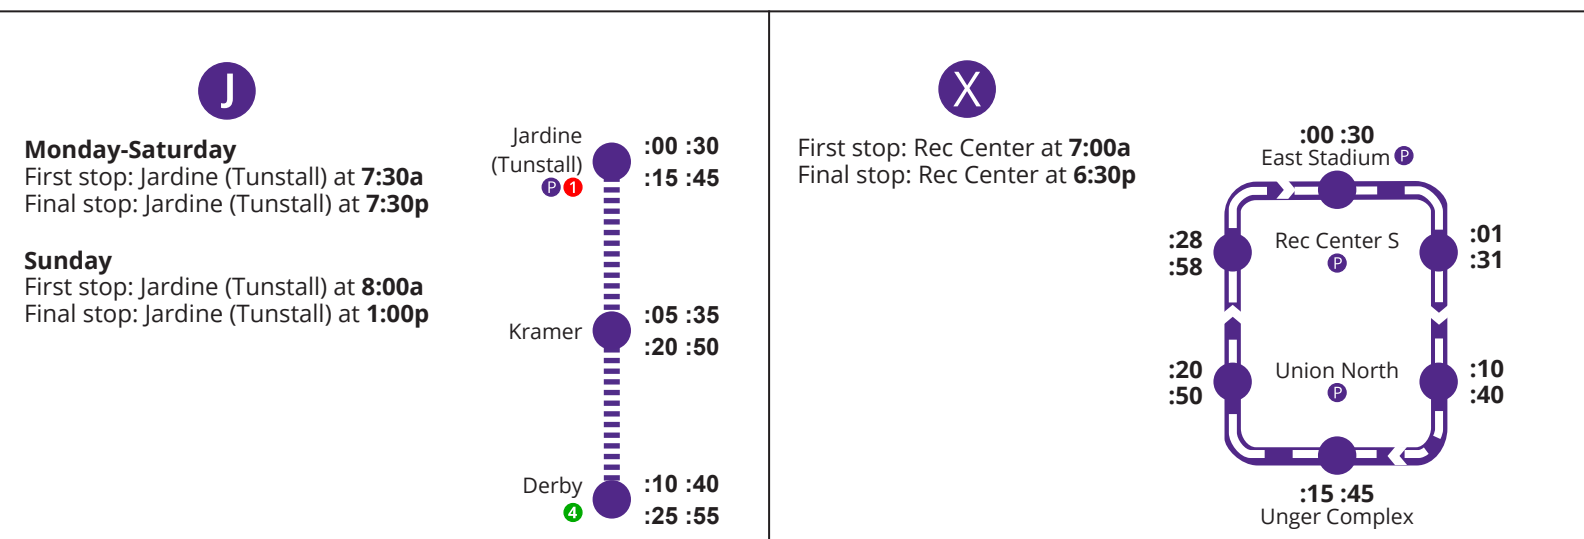 J
Monday-Saturday
First stop: Jardine (Tunstall) at 7:30a
Final stop: Jardine (Tunstall) at 7:30p
Sunday
First stop: Jardine (Tunstall) at 8:00a
Final stop: Jardine (Tunstall) at 1:00p
Jardine
(Tunstall)
P 1
:00 :30
:15 :45
Kramer
:05 :35
:20 :50
Derby
4
:10 :40
:25 :55
X
First stop: Rec Center at 7:00a
Final stop: Rec Center at 6:30p
:00 :30
East Stadium P
:28
:58
Rec Center S
P
:01
:31
:20
:50
Union North
P
:10
:40
:15 :45
Unger Complex